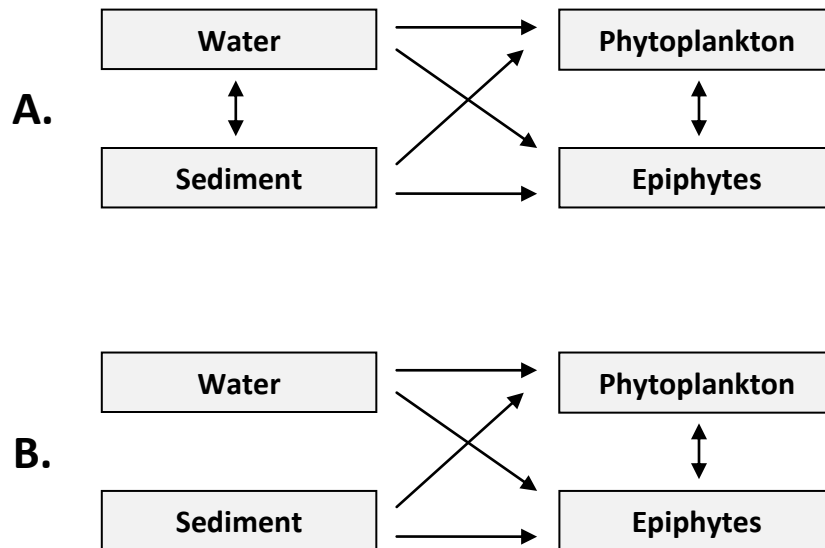 Water
Phytoplankton
A.
Sediment
Epiphytes
Water
Phytoplankton
B.
Sediment
Epiphytes